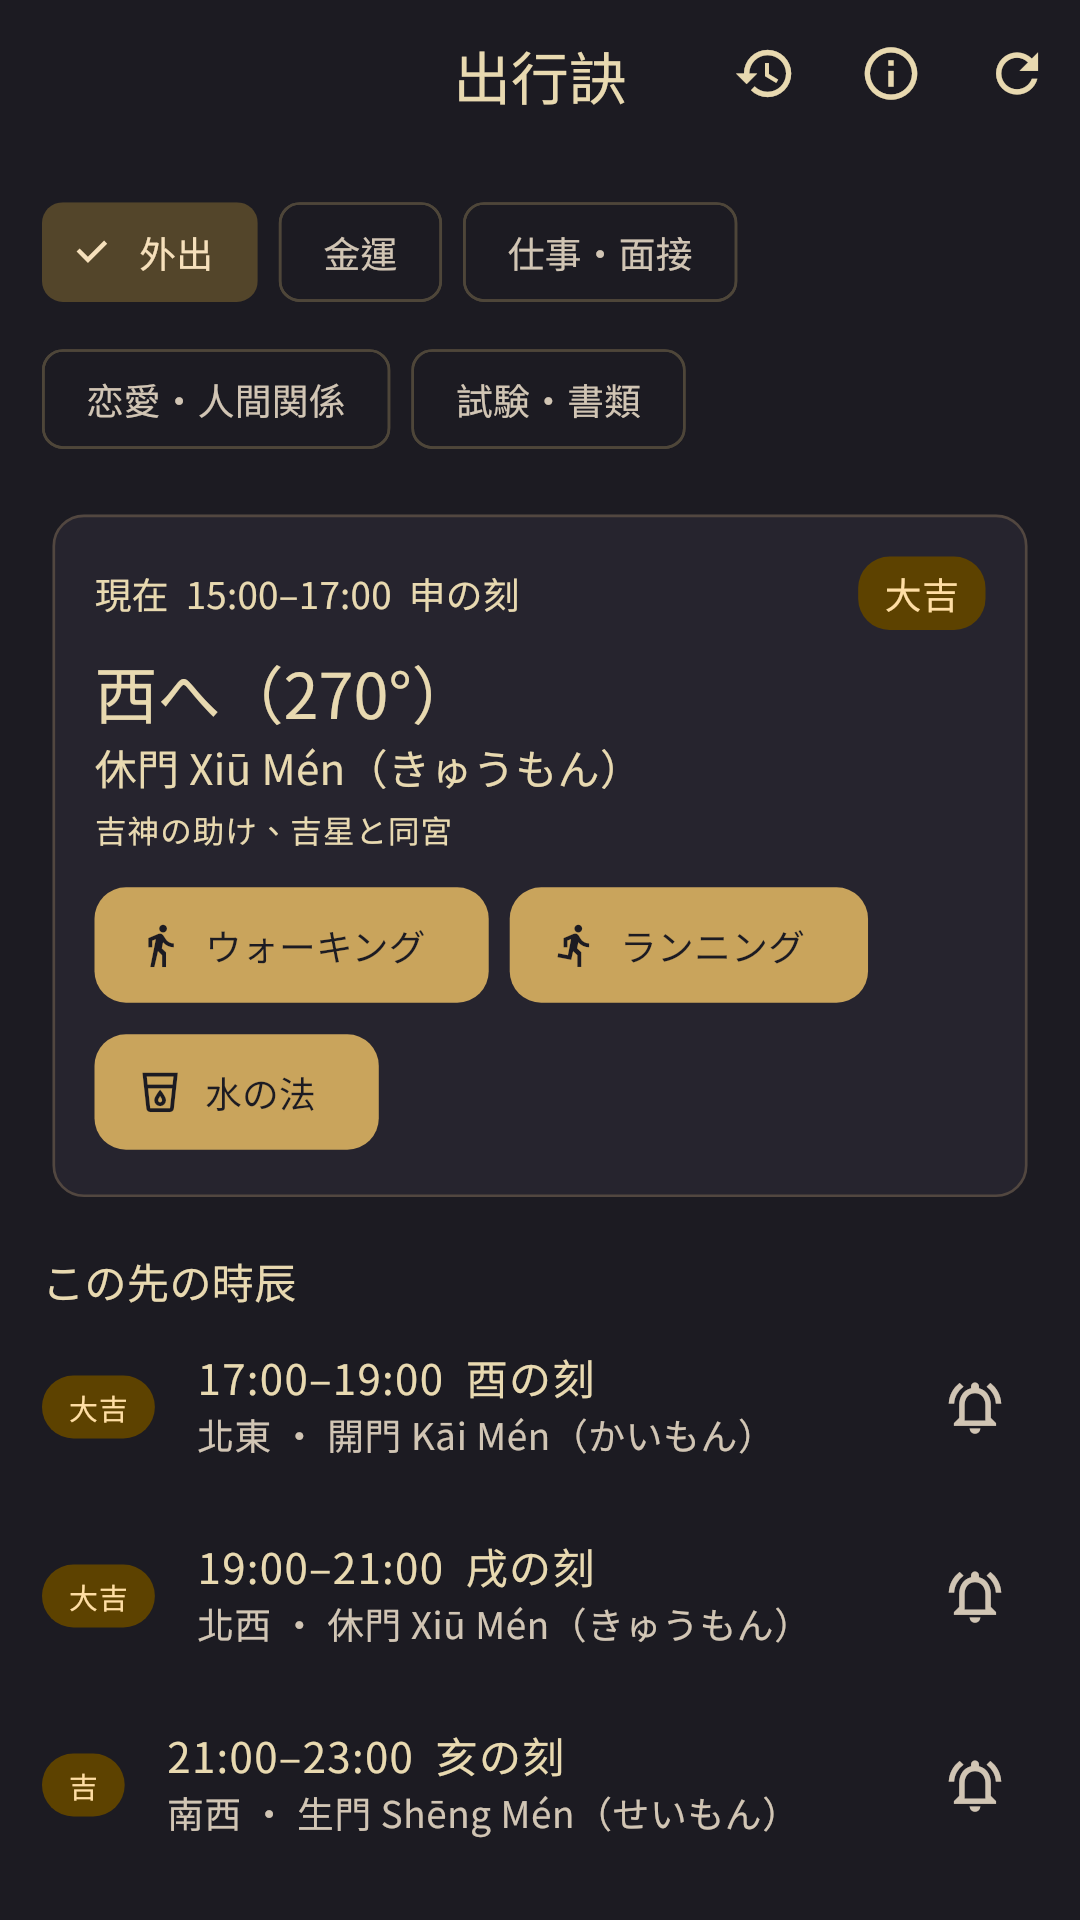 出行訣
外出
金運
仕事・面接
恋愛・人間関係
試験・書類
現在 15:00–17:00 申の刻
大吉
西へ（270°）
休門 Xiū Mén（きゅうもん）
吉神の助け、吉星と同宮
ウォーキング
ランニング
水の法
この先の時辰
大吉
17:00–19:00 酉の刻
北東 ・ 開門 Kāi Mén（かいもん）
大吉
19:00–21:00 戌の刻
北西 ・ 休門 Xiū Mén（きゅうもん）
吉
21:00–23:00 亥の刻
南西 ・ 生門 Shēng Mén（せいもん）